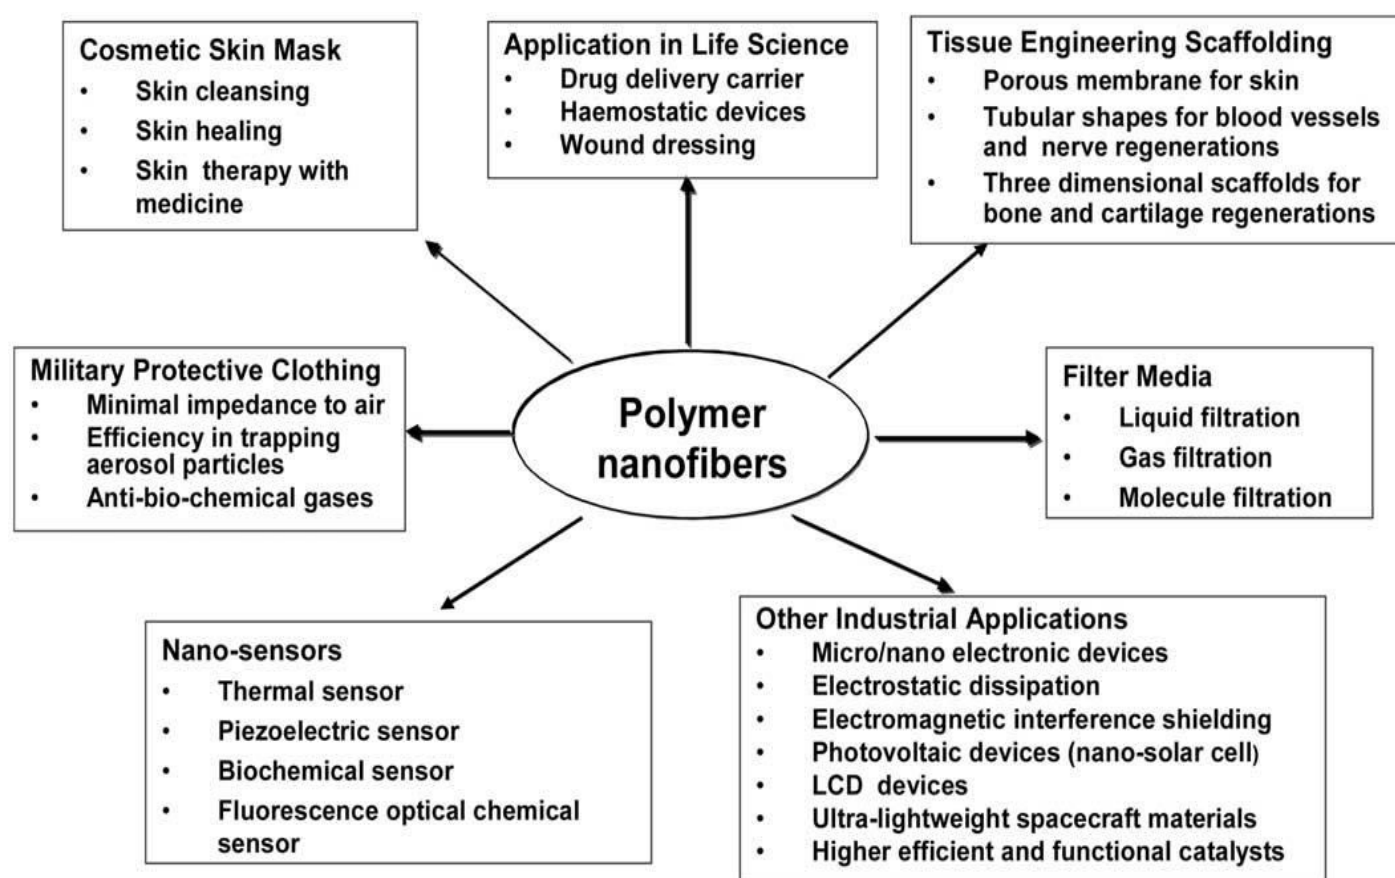 Cosmetic Skin Mask
• Skin cleansing
• Skin healing
• Skin therapy with
medicine
Application in Life Science
• Drug delivery carrier
• Haemostatic devices
• Wound dressing
Tissue Engineering Scaffolding
• Porous membrane for skin
• Tubular shapes for blood vessels
and nerve regenerations
• Three dimensional scaffolds for
bone and cartilage regenerations
Military Protective Clothing
• Minimal impedance to air
• Efficiency in trapping
aerosol particles
• Anti-bio-chemical gases
Polymer
nanofibers
Filter Media
• Liquid filtration
• Gas filtration
• Molecule filtration
Nano-sensors
• Thermal sensor
• Piezoelectric sensor
• Biochemical sensor
• Fluorescence optical chemical
sensor
Other Industrial Applications
• Micro/nano electronic devices
• Electrostatic dissipation
• Electromagnetic interference shielding
• Photovoltaic devices (nano-solar cell)
• LCD devices
• Ultra-lightweight spacecraft materials
• Higher efficient and functional catalysts